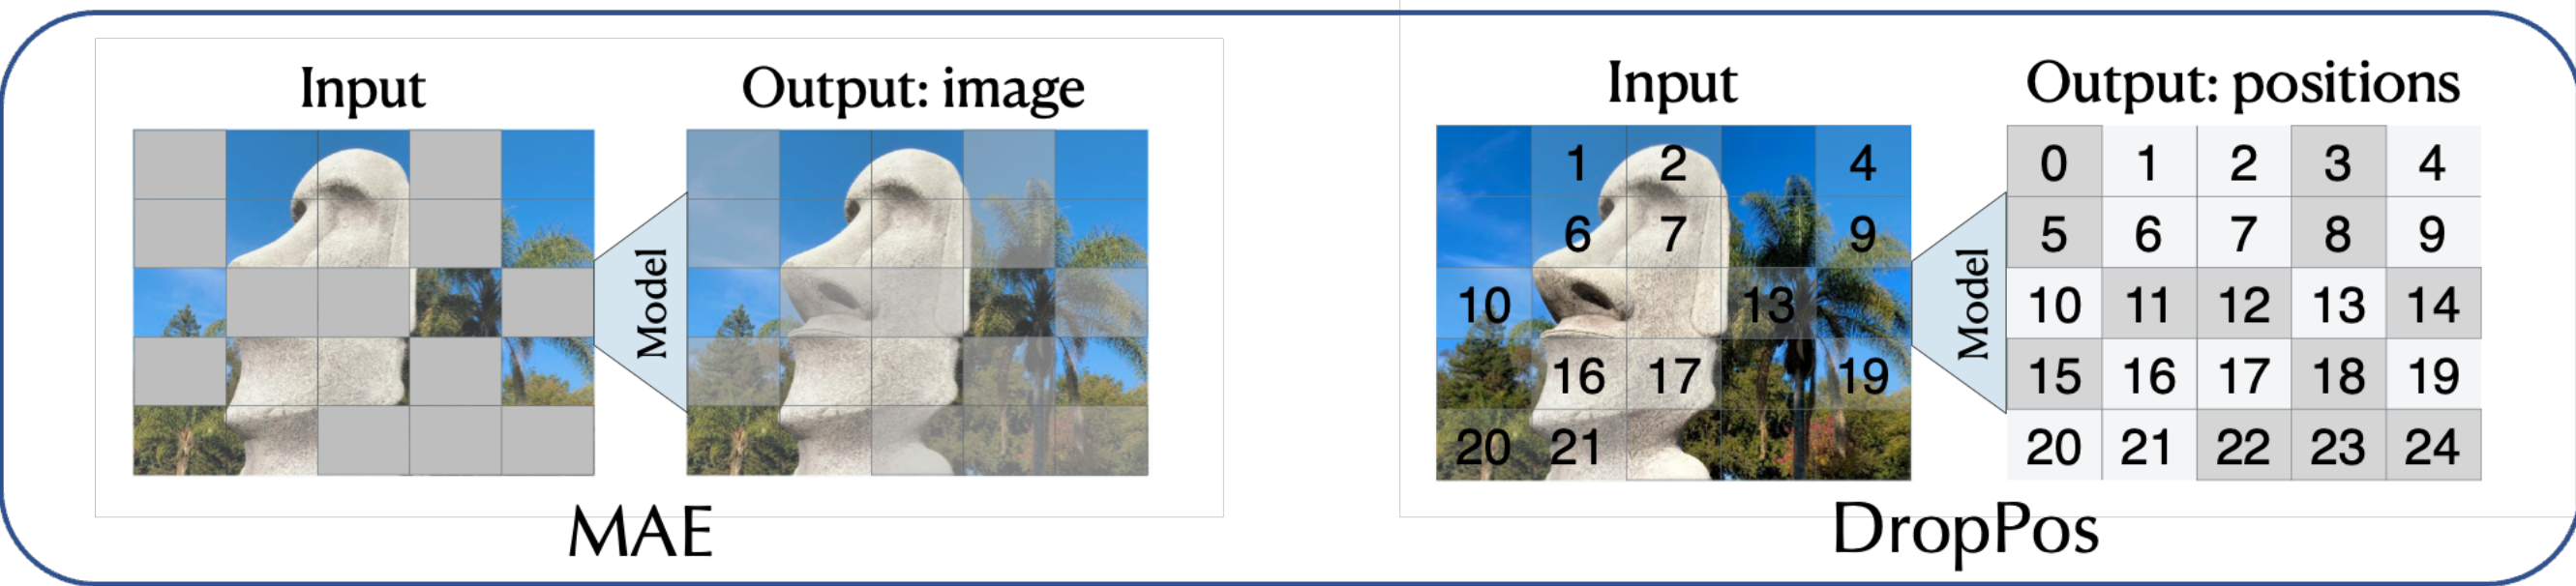 Input
Output: image
Model
MAE
Input
Output: positions
1 2 4
6 7 9
10 13
16 17 19
20 21
Model
0 1 2 3 4
5 6 7 8 9
10 11 12 13 14
15 16 17 18 19
20 21 22 23 24
DropPos